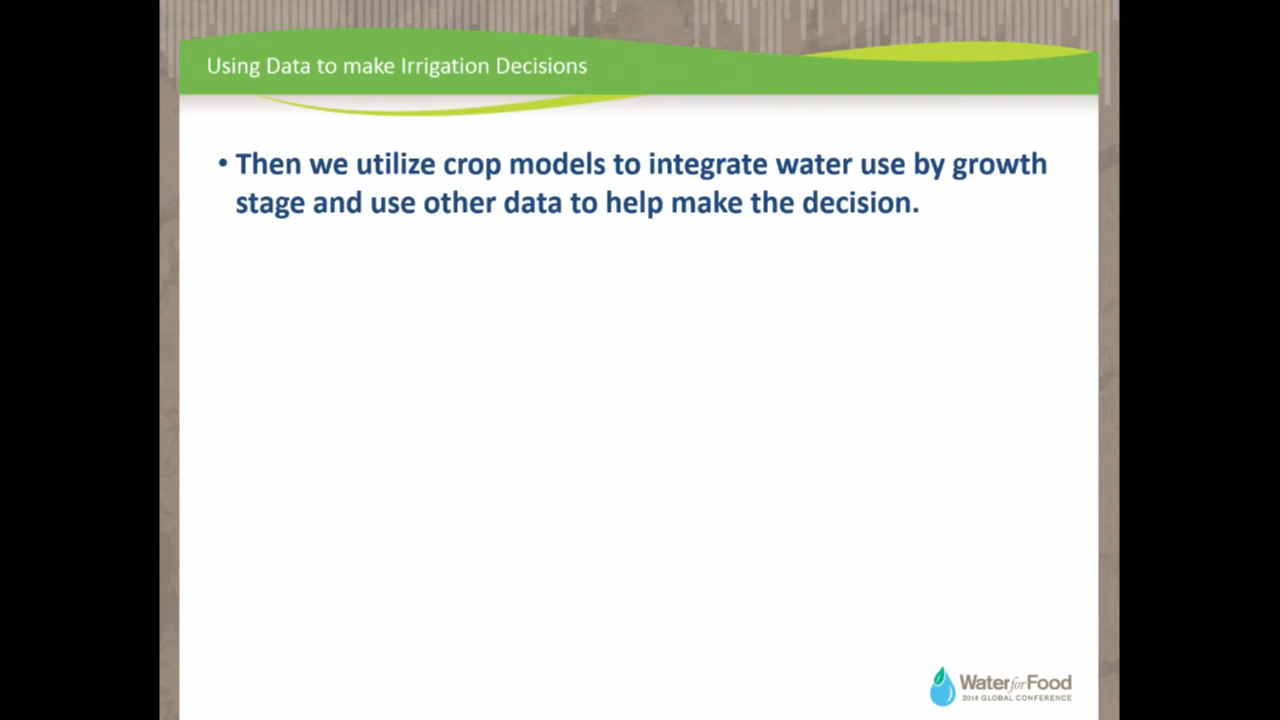 Using Data to make Irrigation Decisions
• Then we utilize crop models to integrate water use by growth
stage and use other data to help make the decision.
Water for Food
2014 GLOBAL CONFERENCE